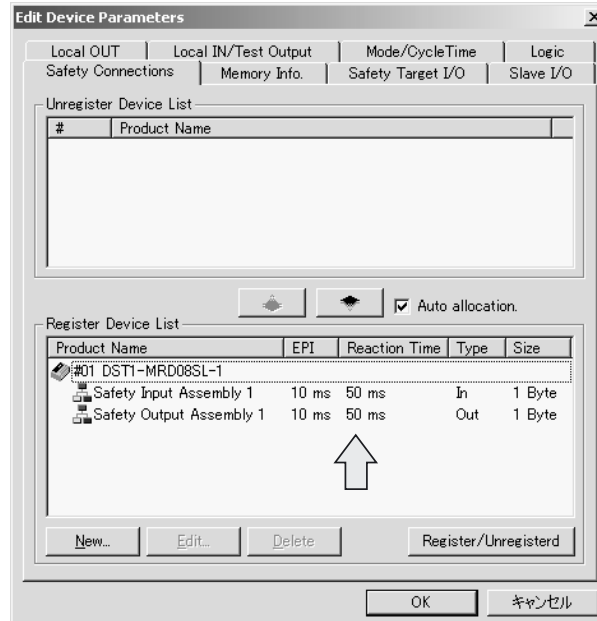 Edit Device Parameters
Local OUT Local IN/Test Output Mode/CycleTime Logic
Safety Connections Memory Info. Safety Target I/O Slave I/O
Unregister Device List
# Product Name
Auto allocation.
Register Device List
Product Name EPI Reaction Time Type Size
#01 DST1-MRD08SL-1
Safety Input Assembly 1 10 ms 50 ms In 1 Byte
Safety Output Assembly 1 10 ms 50 ms Out 1 Byte
New... Edit... Delete Register/Unregisterd
OK キャンセル